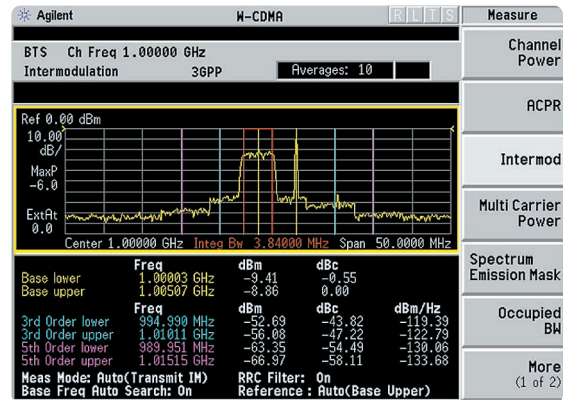 Agilent W-CDMA R L T S Measure
BTS Ch Freq 1.00000 GHz
Intermodulation 3GPP Averages: 10
Channel Power
ACPR
Intermod
Multi Carrier Power
Spectrum Emission Mask
Occupied BW
More
(1 of 2)
Ref 0.00 dBm
10.00
dB/
MaxP
-6.0
ExtAt
0.0
Center 1.00000 GHz Integ Bw 3.84000 MHz Span 50.0000 MHz
Freq dBm dBc
Base lower 1.00003 GHz -9.41 -0.55
Base upper 1.00507 GHz -8.86 0.00
Freq dBm dBc dBm/Hz
3rd Order lower 994.990 MHz -52.69 -43.82 -119.39
3rd Order upper 1.01011 GHz -56.08 -47.22 -122.79
5th Order lower 989.951 MHz -63.35 -54.49 -130.06
5th Order upper 1.01515 GHz -66.97 -58.11 -133.68
Meas Mode: Auto(Transmit IM) RRC Filter: On
Base Freq Auto Search: On Reference : Auto(Base Upper)